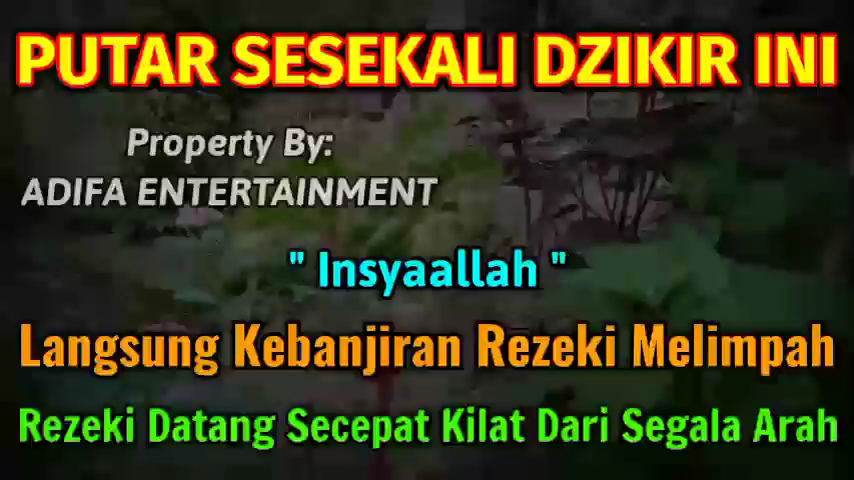 PUTAR SESEKALI DZIKIR INI
Property By:
ADIFA ENTERTAINMENT
" Insyaallah "
Langsung Kebanjiran Rezeki Melimpah
Rezeki Datang Secepat Kilat Dari Segala Arah